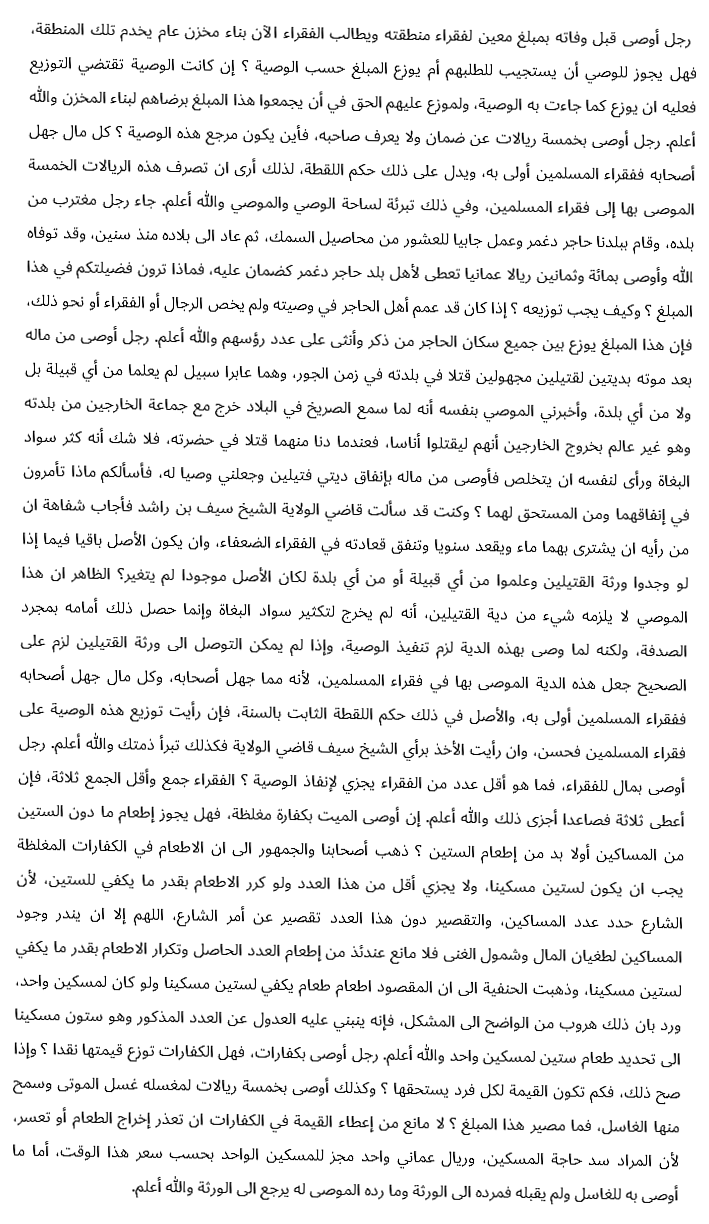 رجل أوصى قبل وفاته بمبلغ معين لفقراء منطقته ويطالب الفقراء الآن بناء مخزن عام يخدم تلك المنطقة،
فهل يجوز للوصي أن يستجيب للطلبهم أم يوزع المبلغ حسب الوصية ؟ إن كانت الوصية تقتضي التوزيع
فعليه ان يوزع كما جاءت به الوصية، ولموزع عليهم الحق في أن يجمعوا هذا المبلغ برضاهم لبناء المخزن والله
أعلم. رجل أوصى بخمسة ريالات عن ضمان ولا يعرف صاحبه، فأين يكون مرجع هذه الوصية ؟ كل مال جهل
أصحابه ففقراء المسلمين أولى به، ويدل على ذلك حكم اللقطة، لذلك أرى ان تصرف هذه الريالات الخمسة
الموصى بها إلى فقراء المسلمين، وفي ذلك تبرئة لساحة الوصي والموصي والله أعلم. جاء رجل مغترب من
بلده، وقام ببلدنا حاجر دغمر وعمل جابيا للعشور من محاصيل السمك، ثم عاد الى بلاده منذ سنين، وقد توفاه
الله وأوصى بمائة وثمانين ريالا عمانيا تعطى لأهل بلد حاجر دغمر كضمان عليه، فماذا ترون فضيلتكم في هذا
المبلغ ؟ وكيف يجب توزيعه ؟ إذا كان قد عمم أهل الحاجر في وصيته ولم يخص الرجال أو الفقراء أو نحو ذلك،
فإن هذا المبلغ يوزع بين جميع سكان الحاجر من ذكر وأنثى على عدد رؤسهم والله أعلم. رجل أوصى من ماله
بعد موته بديتين لقتيلين مجهولين قتلا في بلدته في زمن الجور، وهما عابرا سبيل لم يعلما من أي قبيلة بل
ولا من أي بلدة، وأخبرني الموصي بنفسه أنه لما سمع الصريخ في البلاد خرج مع جماعة الخارجين من بلدته
وهو غير عالم بخروج الخارجين أنهم ليقتلوا أناسا، فعندما دنا منهما قتلا في حضرته، فلا شك أنه كثر سواد
البغاة ورأى لنفسه ان يتخلص فأوصى من ماله بإنفاق ديتي فتيلين وجعلني وصيا له، فأسألكم ماذا تأمرون
في إنفاقهما ومن المستحق لهما ؟ وكنت قد سألت قاضي الولاية الشيخ سيف بن راشد فأجاب شفاهة ان
من رأيه ان يشترى بهما ماء ويقعد سنويا وتنفق قعادته في الفقراء الضعفاء، وان يكون الأصل باقيا فيما إذا
لو وجدوا ورثة القتيلين وعلموا من أي قبيلة أو من أي بلدة لكان الأصل موجودا لم يتغير؟ الظاهر ان هذا
الموصي لا يلزمه شيء من دية القتيلين، أنه لم يخرج لتكثير سواد البغاة وإنما حصل ذلك أمامه بمجرد
الصدفة، ولكنه لما وصى بهذه الدية لزم تنفيذ الوصية، وإذا لم يمكن التوصل الى ورثة القتيلين لزم على
الصحيح جعل هذه الدية الموصى بها في فقراء المسلمين، لأنه مما جهل أصحابه، وكل مال جهل أصحابه
ففقراء المسلمين أولى به، والأصل في ذلك حكم اللقطة الثابت بالسنة، فإن رأيت توزيع هذه الوصية على
فقراء المسلمين فحسن، وان رأيت الأخذ برأي الشيخ سيف قاضي الولاية فكذلك تبرأ ذمتك والله أعلم. رجل
أوصى بمال للفقراء، فما هو أقل عدد من الفقراء يجزي لإنفاذ الوصية ؟ الفقراء جمع وأقل الجمع ثلاثة، فإن
أعطى ثلاثة فصاعدا أجزى ذلك والله أعلم. إن أوصى الميت بكفارة مغلظة، فهل يجوز إطعام ما دون الستين
من المساكين أولا بد من إطعام الستين ؟ ذهب أصحابنا والجمهور الى ان الاطعام في الكفارات المغلظة
يجب ان يكون لستين مسكينا، ولا يجزي أقل من هذا العدد ولو كرر الاطعام بقدر ما يكفي للستين، لأن
الشارع حدد عدد المساكين، والتقصير دون هذا العدد تقصير عن أمر الشارع، اللهم إلا ان يندر وجود
المساكين لطغيان المال وشمول الغنى فلا مانع عندئذ من إطعام العدد الحاصل وتكرار الاطعام بقدر ما يكفي
لستين مسكينا، وذهبت الحنفية الى ان المقصود اطعام طعام يكفي لستين مسكينا ولو كان لمسكين واحد،
ورد بان ذلك هروب من الواضح الى المشكل، فإنه ينبني عليه العدول عن العدد المذكور وهو ستون مسكينا
الى تحديد طعام ستين لمسكين واحد والله أعلم. رجل أوصى بكفارات، فهل الكفارات توزع قيمتها نقدا ؟ وإذا
صح ذلك، فكم تكون القيمة لكل فرد يستحقها ؟ وكذلك أوصى بخمسة ريالات لمغسله غسل الموتى وسمح
منها الغاسل، فما مصير هذا المبلغ ؟ لا مانع من إعطاء القيمة في الكفارات ان تعذر إخراج الطعام أو تعسر،
لأن المراد سد حاجة المسكين، وريال عماني واحد مجز للمسكين الواحد بحسب سعر هذا الوقت، أما ما
أوصى به للغاسل ولم يقبله فمرده الى الورثة وما رده الموصى له يرجع الى الورثة والله أعلم.